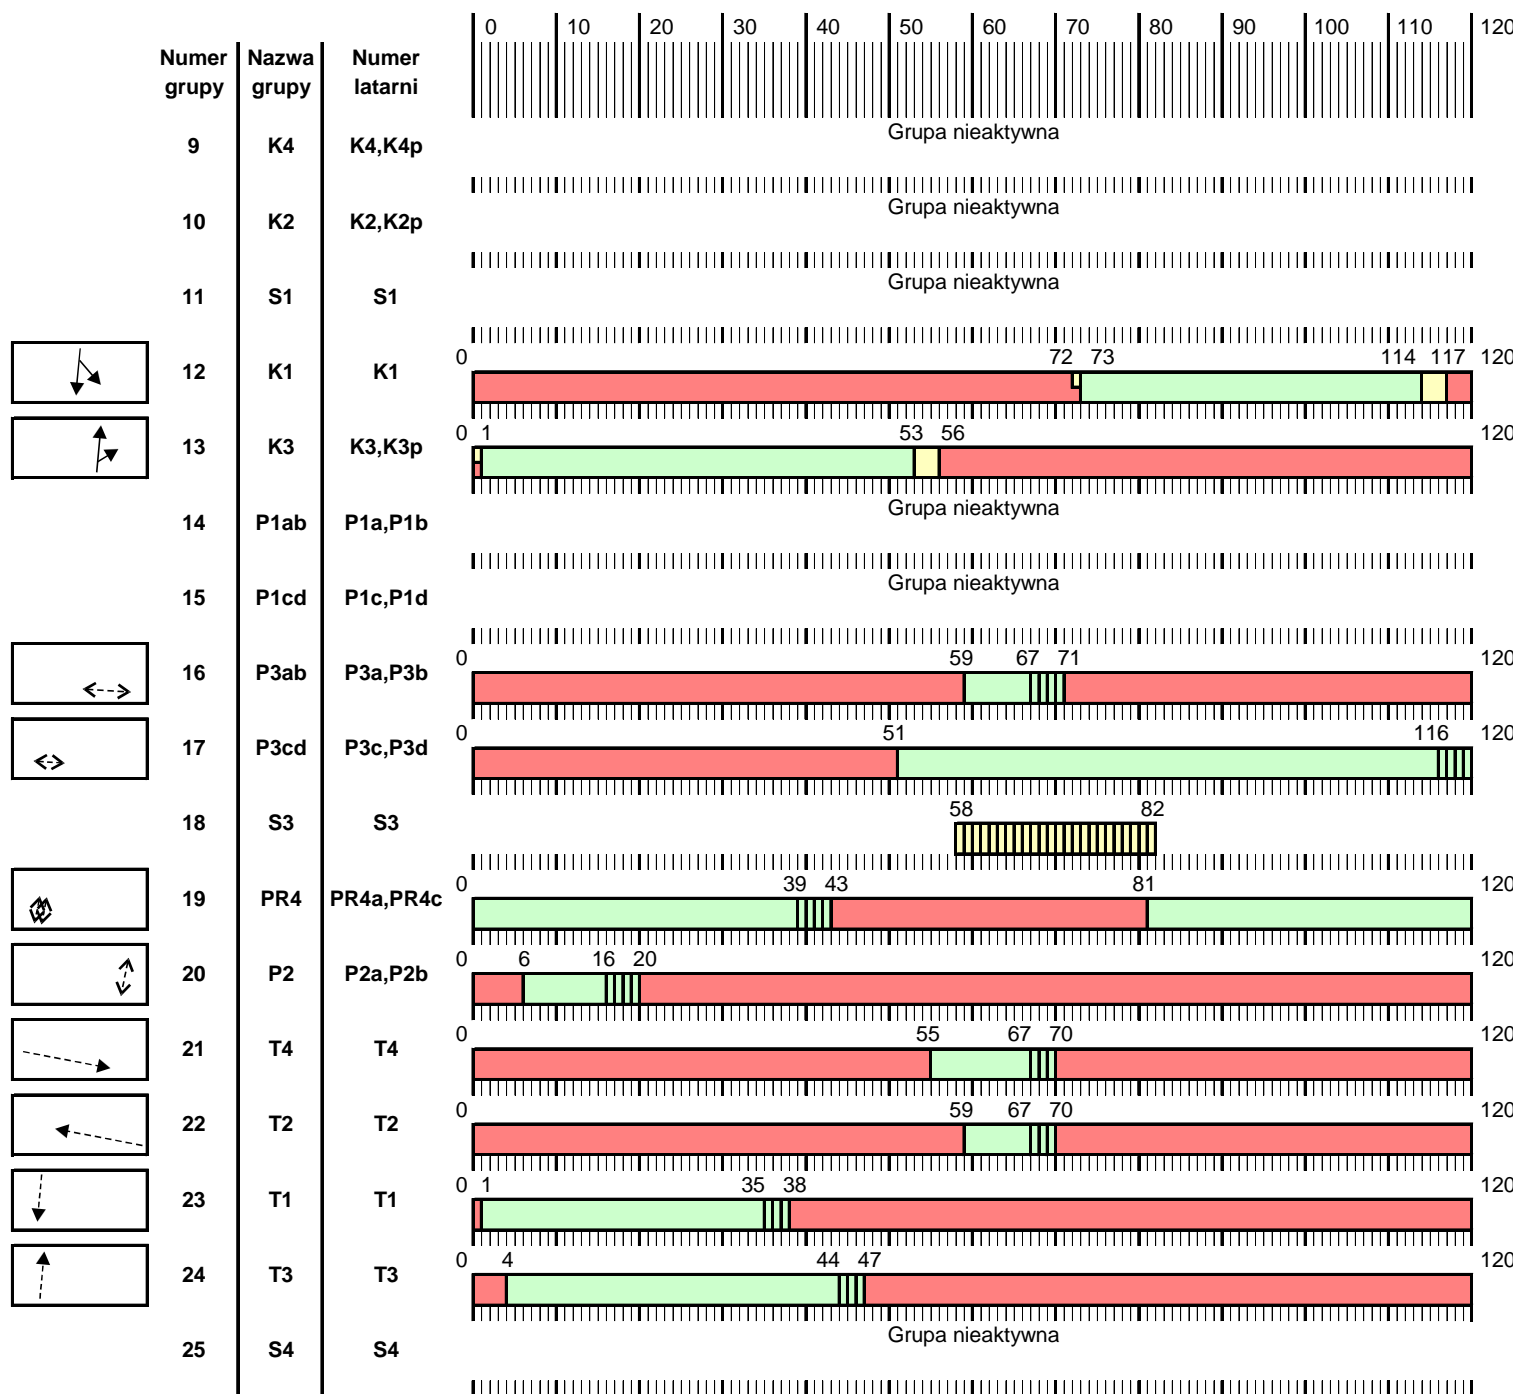 0 10 20 30 40 50 60 70 80 90 100 110 120
Numer grupy Nazwa grupy Numer latarni
Grupa nieaktywna
9 K4 K4,K4p
Grupa nieaktywna
10 K2 K2,K2p
Grupa nieaktywna
11 S1 S1
0 72 73 114 117 120
12 K1 K1
0 1 53 56 120
13 K3 K3,K3p
Grupa nieaktywna
14 P1ab P1a,P1b
Grupa nieaktywna
15 P1cd P1c,P1d
0 59 67 71 120
16 P3ab P3a,P3b
0 51 116 120
17 P3cd P3c,P3d
58 82
18 S3 S3
0 39 43 81 120
19 PR4 PR4a,PR4c
0 6 16 20 120
20 P2 P2a,P2b
0 55 67 70 120
21 T4 T4
0 59 67 70 120
22 T2 T2
0 1 35 38 120
23 T1 T1
0 4 44 47 120
24 T3 T3
Grupa nieaktywna
25 S4 S4